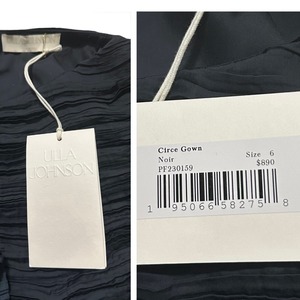 ULLA
JOHNSON
Circe Gown
Noir
PF230159
Size 6
$890
1 95066 58275 8